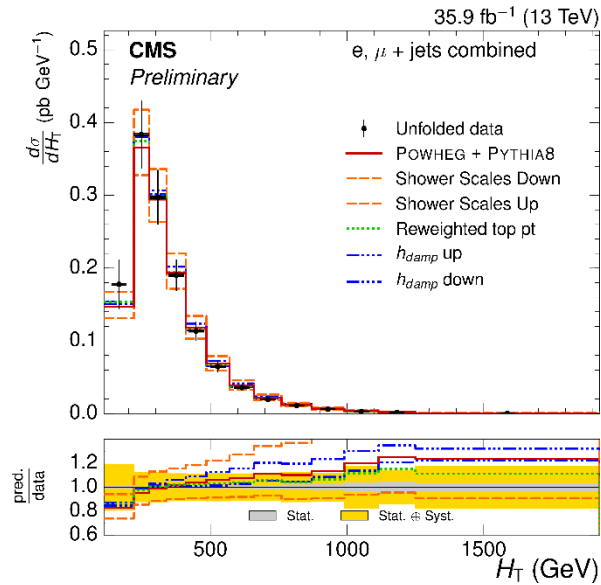 35.9 fb⁻¹ (13 TeV)
CMS
Preliminary
e, μ + jets combined
dσ/dH_T (pb GeV⁻¹)
0.5
0.4
0.3
0.2
0.1
0.0
Unfolded data
POWHEG + PYTHIA8
Shower Scales Down
Shower Scales Up
Reweighted top pt
h_damp up
h_damp down
pred./data
1.2
1.0
0.8
0.6
Stat.
Stat. ⊕ Syst.
500
1000
1500
H_T (GeV)